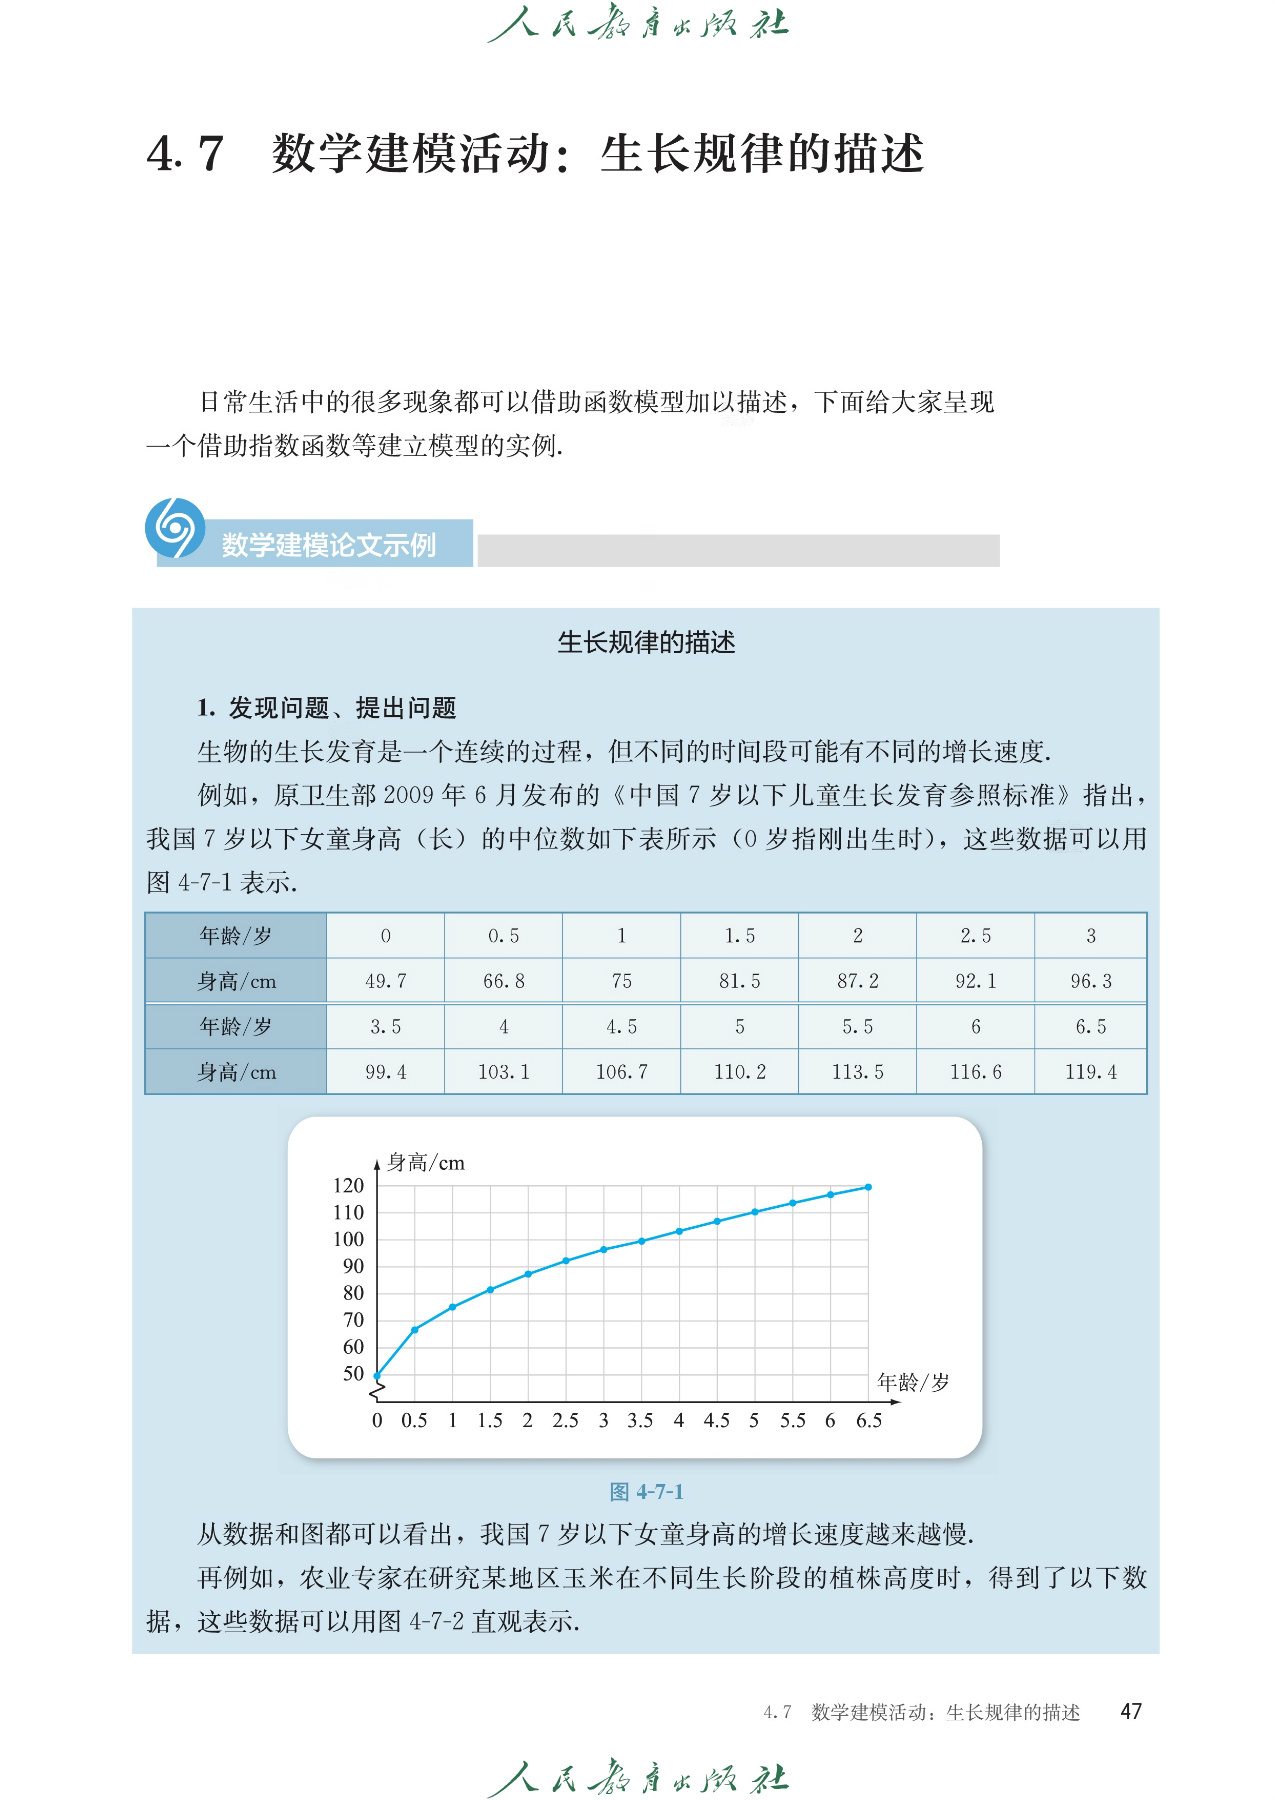 人民教育出版社
4.7 数学建模活动：生长规律的描述
日常生活中的很多现象都可以借助函数模型加以描述，下面给大家呈现
一个借助指数函数等建立模型的实例.
数学建模论文示例
生长规律的描述
1. 发现问题、提出问题
生物的生长发育是一个连续的过程，但不同的时间段可能有不同的增长速度.
例如，原卫生部 2009 年 6 月发布的《中国 7 岁以下儿童生长发育参照标准》指出，
我国 7 岁以下女童身高（长）的中位数如下表所示（0 岁指刚出生时），这些数据可以用
图 4-7-1 表示.
年龄/岁 0 0.5 1 1.5 2 2.5 3
身高/cm 49.7 66.8 75 81.5 87.2 92.1 96.3
年龄/岁 3.5 4 4.5 5 5.5 6 6.5
身高/cm 99.4 103.1 106.7 110.2 113.5 116.6 119.4
身高/cm
120
110
100
90
80
70
60
50
年龄/岁
0 0.5 1 1.5 2 2.5 3 3.5 4 4.5 5 5.5 6 6.5
图 4-7-1
从数据和图都可以看出，我国 7 岁以下女童身高的增长速度越来越慢.
再例如，农业专家在研究某地区玉米在不同生长阶段的植株高度时，得到了以下数
据，这些数据可以用图 4-7-2 直观表示.
4.7 数学建模活动：生长规律的描述 47
人民教育出版社